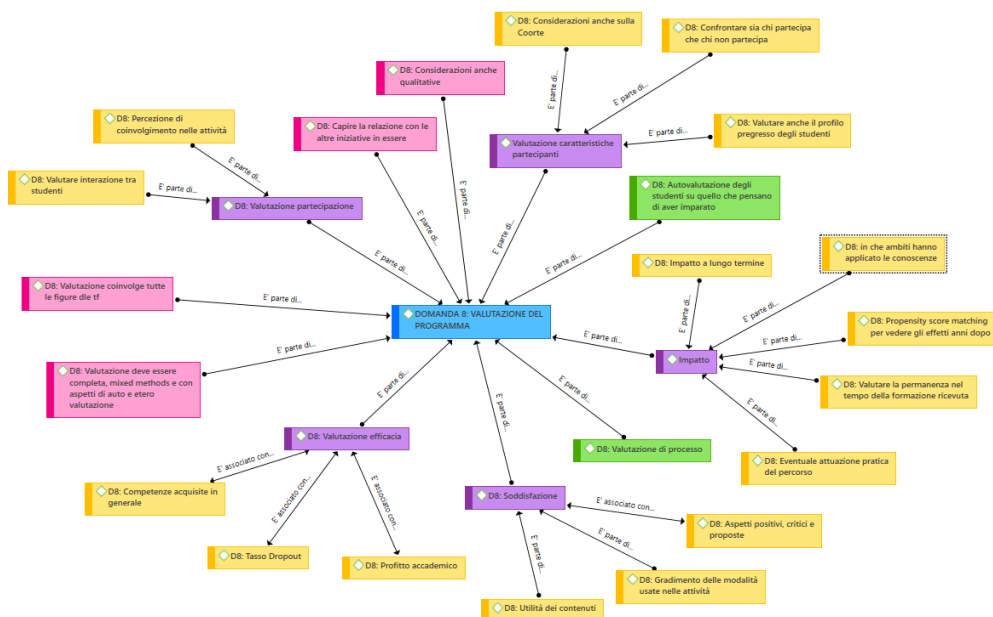 D8: Considerazioni anche sulla
Coorte
D8: Confrontare sia chi partecipa
che chi non partecipa
D8: Considerazioni anche
qualitative
E' parte di...
E' parte di...
D8: Percezione di
coinvolgimento nelle attività
D8: Capire la relazione con le
altre iniziative in essere
Valutazione caratteristiche
partecipanti
E' parte di...
D8: Valutare anche il profilo
pregresso degli studenti
E' parte di...
D8: Valutare interazione tra
studenti
E' parte di...
D8: Valutazione partecipazione
E' parte di...
E' parte di...
E' parte di...
D8: Autovalutazione degli
studenti su quello che pensano
di aver imparato
E' parte di...
E' parte di...
D8: Impatto a lungo termine
D8: in che ambiti hanno
applicato le conoscenze
D8: Valutazione coinvolge tutte
le figure dle tf
E' parte di...
DOMANDA 8: VALUTAZIONE DEL
PROGRAMMA
E' parte di...
E' parte di...
E' parte di...
D8: Propensity score matching
per vedere gli effetti anni dopo
E' parte di...
E' parte di...
Impatto
E' parte di...
D8: Valutazione deve essere
completa, mixed methods e con
aspetti di auto e etero
valutazione
E' parte di...
E' parte di...
E' parte di...
E' parte di...
D8: Valutare la permanenza nel
tempo della formazione ricevuta
D8: Valutazione efficacia
D8: Valutazione di processo
E' associato con...
E' associato con...
E' associato con...
D8: Eventuale attuazione pratica
del percorso
D8: Competenze acquisite in
generale
D8: Soddisfazione
E' associato con...
D8: Aspetti positivi, critici e
proposte
E' parte di...
E' parte di...
D8: Tasso Dropout
D8: Profitto accademico
D8: Gradimento delle modalità
usate nelle attività
D8: Utilità dei contenuti